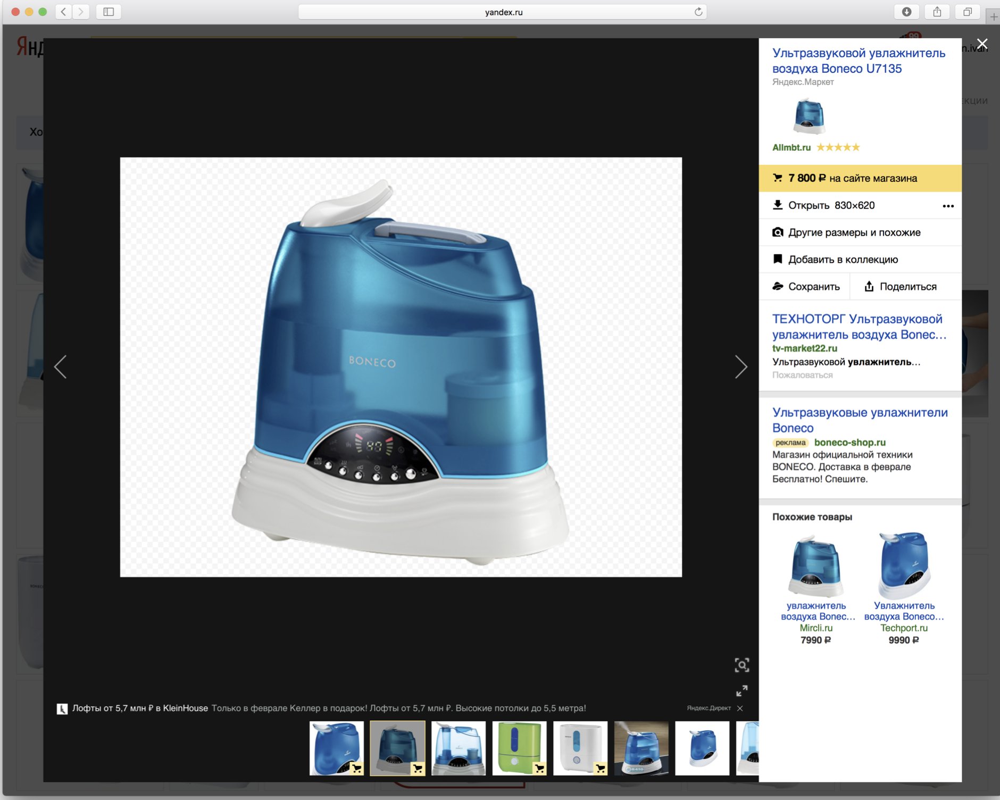 yandex.ru
Янд
99
n.ivan
екции
Хо
BONECO
BONECO
AUTO
SLEEP
Ультразвуковой увлажнитель
воздуха Boneco U7135
Яндекс.Маркет
Allmbt.ru
7 800 ₽ на сайте магазина
Открыть 830×620
Другие размеры и похожие
Добавить в коллекцию
Сохранить
Поделиться
ТЕХНОТОРГ Ультразвуковой
увлажнитель воздуха Bonec…
tv-market22.ru
Ультразвуковой увлажнитель…
Пожаловаться
Ультразвуковые увлажнители
Boneco
реклама boneco-shop.ru
Магазин официальной техники
BONECO. Доставка в феврале
Бесплатно! Спешите.
Похожие товары
увлажнитель
воздуха Bonec…
Mircli.ru
7990 ₽
Увлажнитель
воздуха Boneco…
Techport.ru
9990 ₽
Лофты от 5,7 млн ₽ в KleinHouse Только в феврале Келлер в подарок! Лофты от 5,7 млн ₽. Высокие потолки до 5,5 метра!
Яндекс.Директ